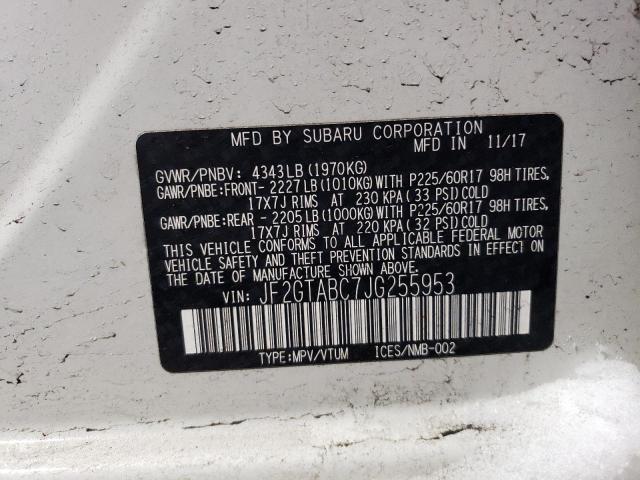 MFD BY SUBARU CORPORATION
MFD IN 11/17
GVWR/PNBV: 4343LB(1970KG)
GAWR/PNBE:FRONT- 2227LB(1010KG)WITH P225/60R17 98H TIRES,
17X7J RIMS AT 230 KPA(33 PSI)COLD
GAWR/PNBE:REAR - 2205LB(1000KG)WITH P225/60R17 98H TIRES,
17X7J RIMS AT 220 KPA(32 PSI)COLD
THIS VEHICLE CONFORMS TO ALL APPLICABLE FEDERAL MOTOR
VEHICLE SAFETY AND THEFT PREVENTION STANDARDS IN EFFECT ON
THE DATE OF MANUFACTURE SHOWN ABOVE.
VIN: JF2GTABC7JG255953
TYPE:MPV/VTUM ICES/NMB-002